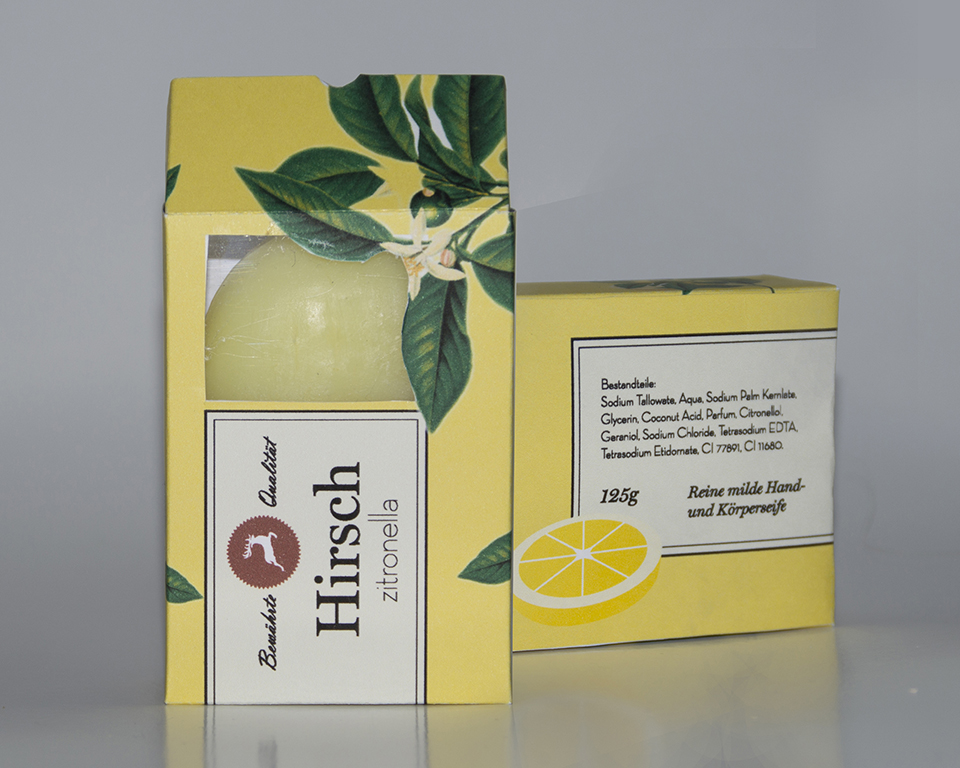 Bewährte Qualität
Hirsch
zitronella
Bestandteile:
Sodium Tallowate, Aqua, Sodium Palm Kernlate,
Glycerin, Coconut Acid, Parfum, Citronellol,
Geraniol, Sodium Chloride, Tetrasodium EDTA,
Tetrasodium Etidornate, CI 77891, CI 11680.
125g
Reine milde Hand-
und Körperseife